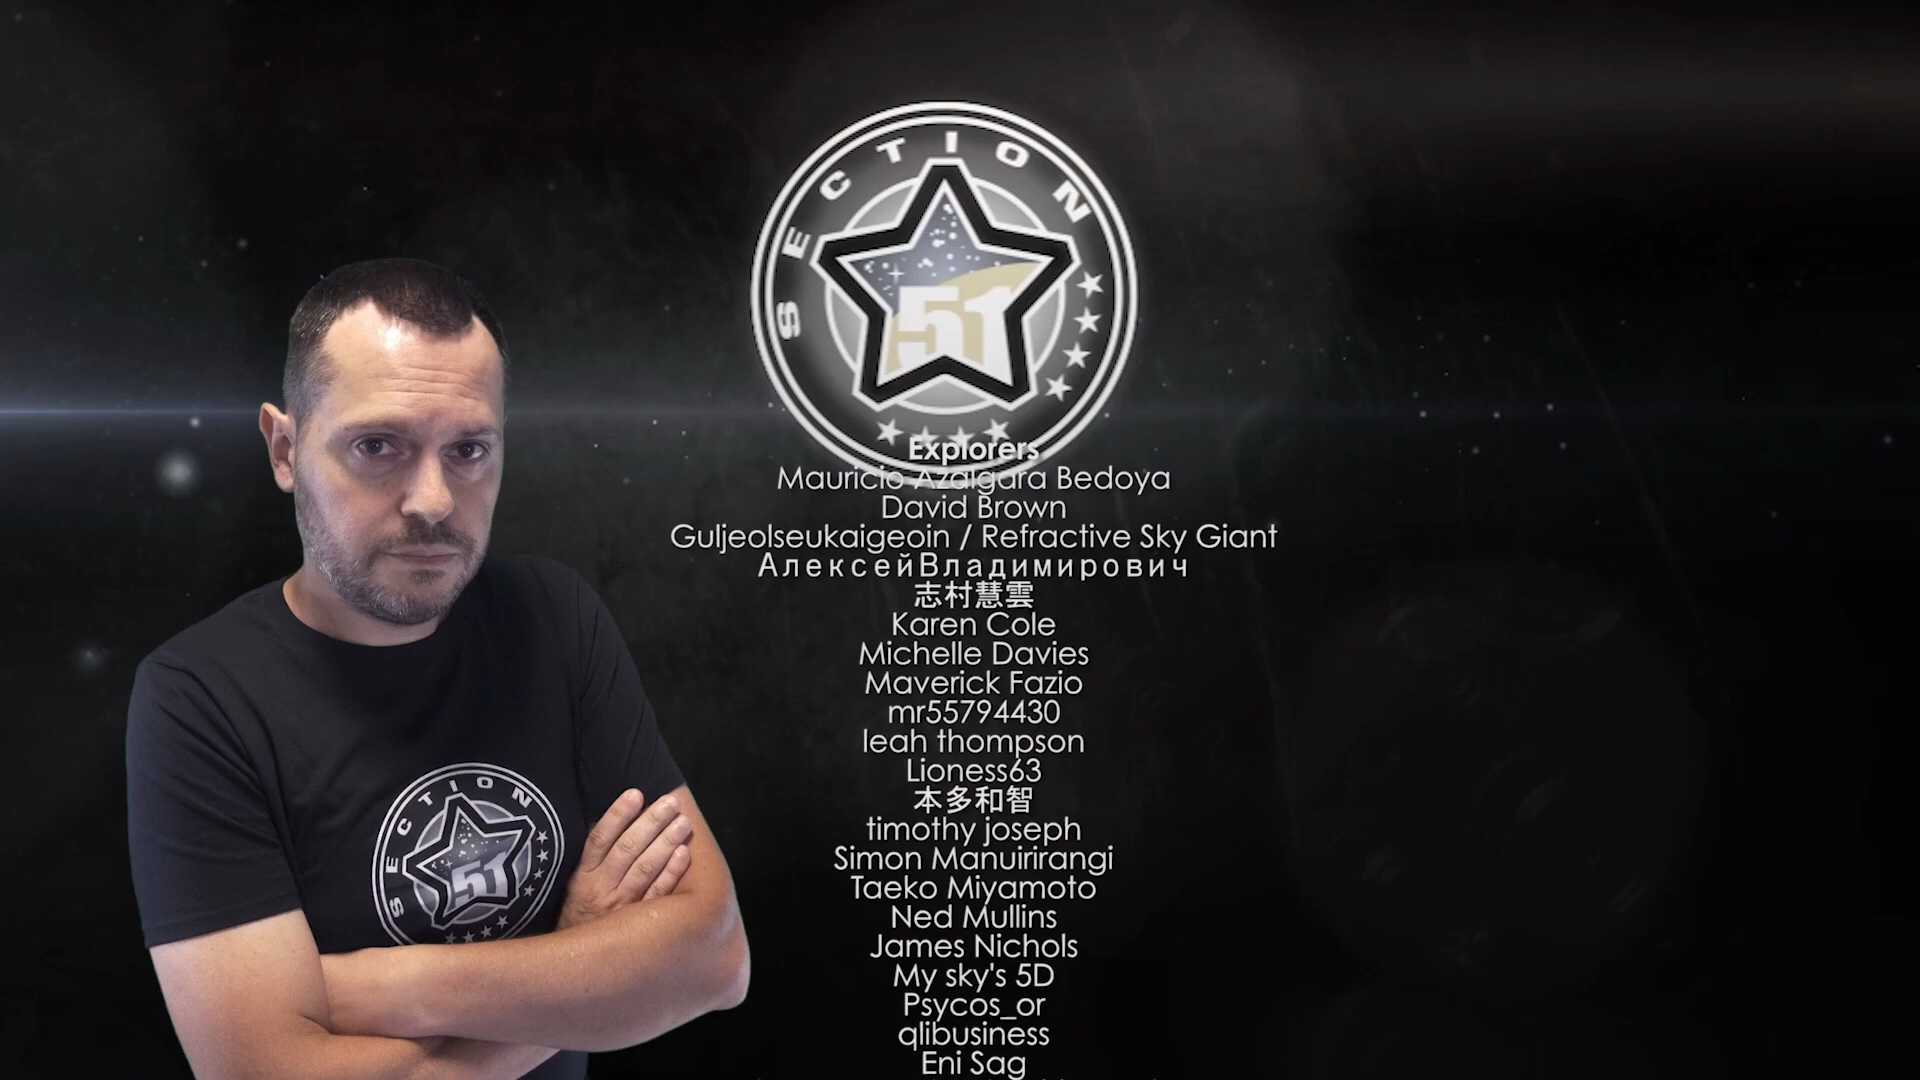 SECTION
51
Explorers
Mauricio Azalgara Bedoya
David Brown
Guljeolseukaigeoin / Refractive Sky Giant
АлексейВладимирович
志村慧雲
Karen Cole
Michelle Davies
Maverick Fazio
mr55794430
leah thompson
Lioness63
本多和智
timothy joseph
Simon Manuirirangi
Taeko Miyamoto
Ned Mullins
James Nichols
My sky's 5D
Psycos_or
qlibusiness
Eni Sag
SECTION
51